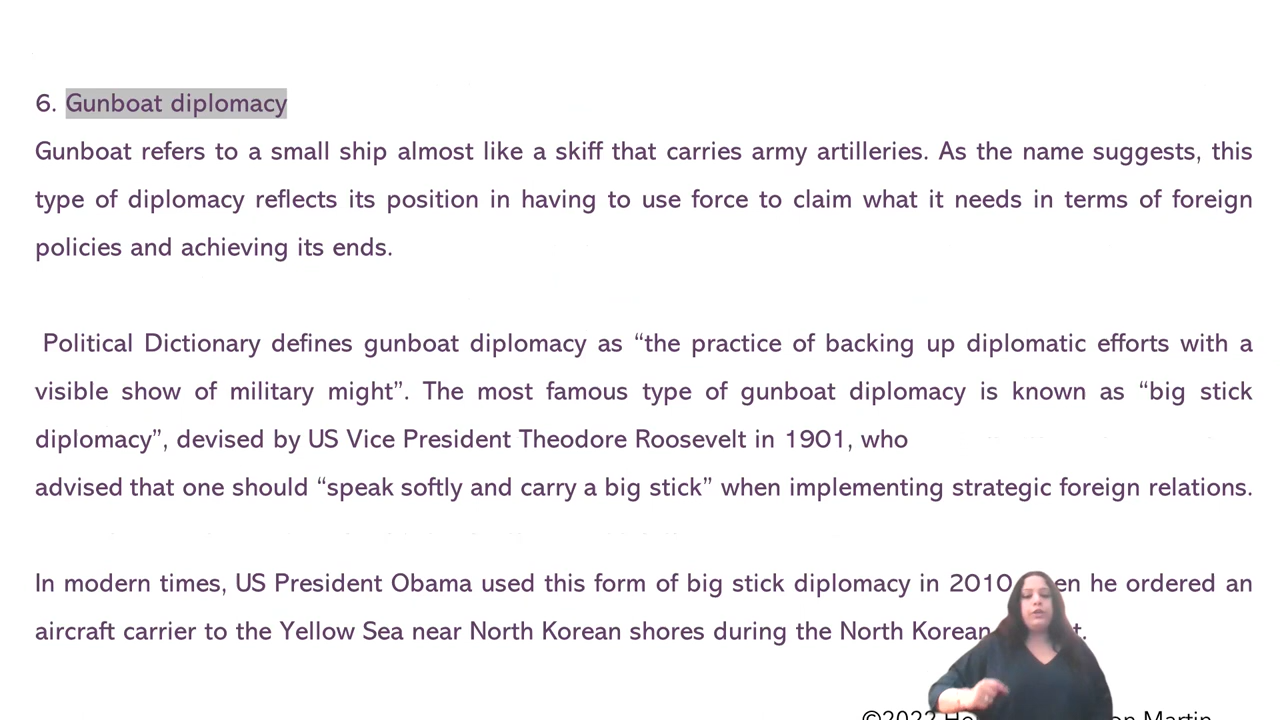 6. Gunboat diplomacy
Gunboat refers to a small ship almost like a skiff that carries army artilleries. As the name suggests, this
type of diplomacy reflects its position in having to use force to claim what it needs in terms of foreign
policies and achieving its ends.
Political Dictionary defines gunboat diplomacy as “the practice of backing up diplomatic efforts with a
visible show of military might”. The most famous type of gunboat diplomacy is known as “big stick
diplomacy”, devised by US Vice President Theodore Roosevelt in 1901, who
advised that one should “speak softly and carry a big stick” when implementing strategic foreign relations.
In modern times, US President Obama used this form of big stick diplomacy in 2010 he ordered an
aircraft carrier to the Yellow Sea near North Korean shores during the North Korean
©2022 Martin